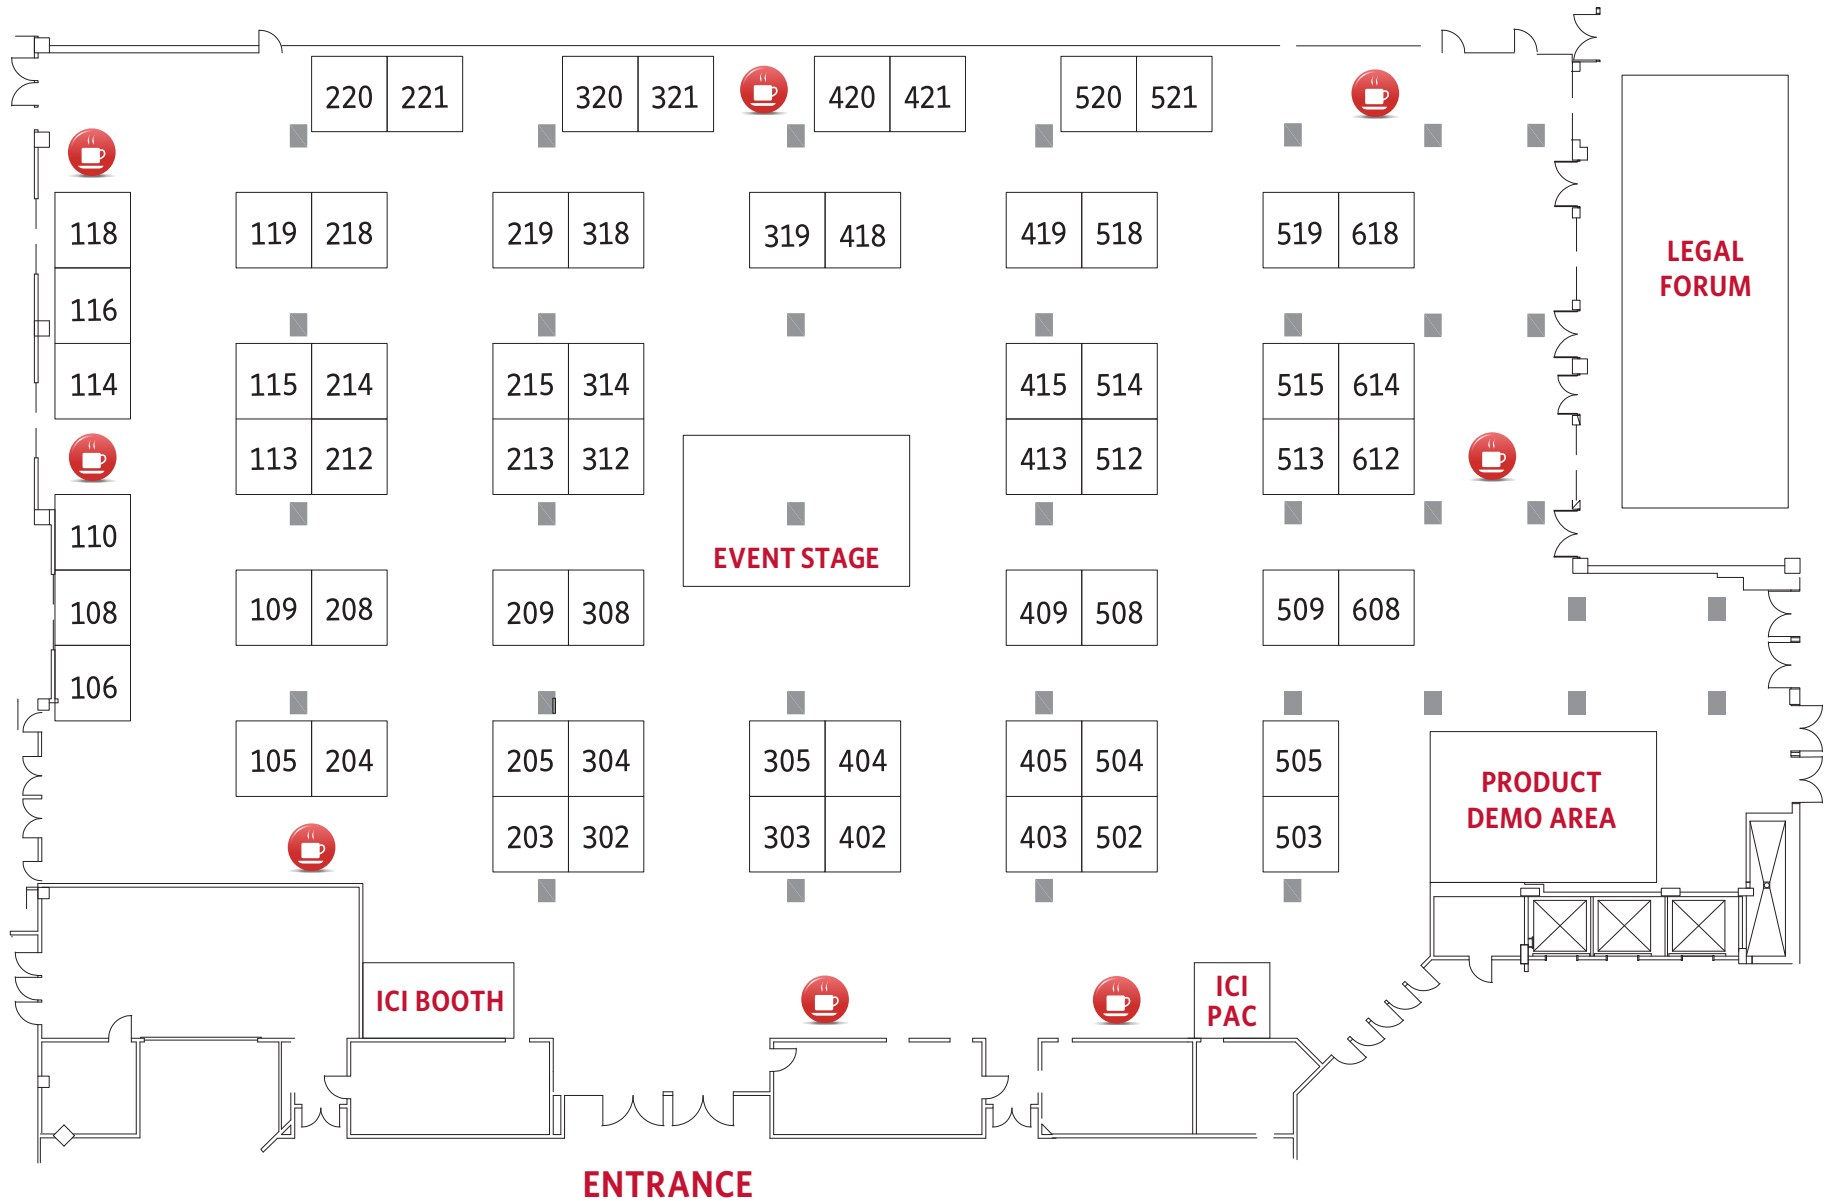 220 221 320 321 420 421 520 521
118 119 218 219 318 319 418 419 518 519 618
LEGAL
FORUM
116
114 115 214 215 314 415 514 515 614
113 212 213 312 413 512 513 612
110
EVENT STAGE
108 109 208 209 308 409 508 509 608
106
105 204 205 304 305 404 405 504 505
PRODUCT
DEMO AREA
203 302 303 402 403 502 503
ICI BOOTH
ICI
PAC
ENTRANCE